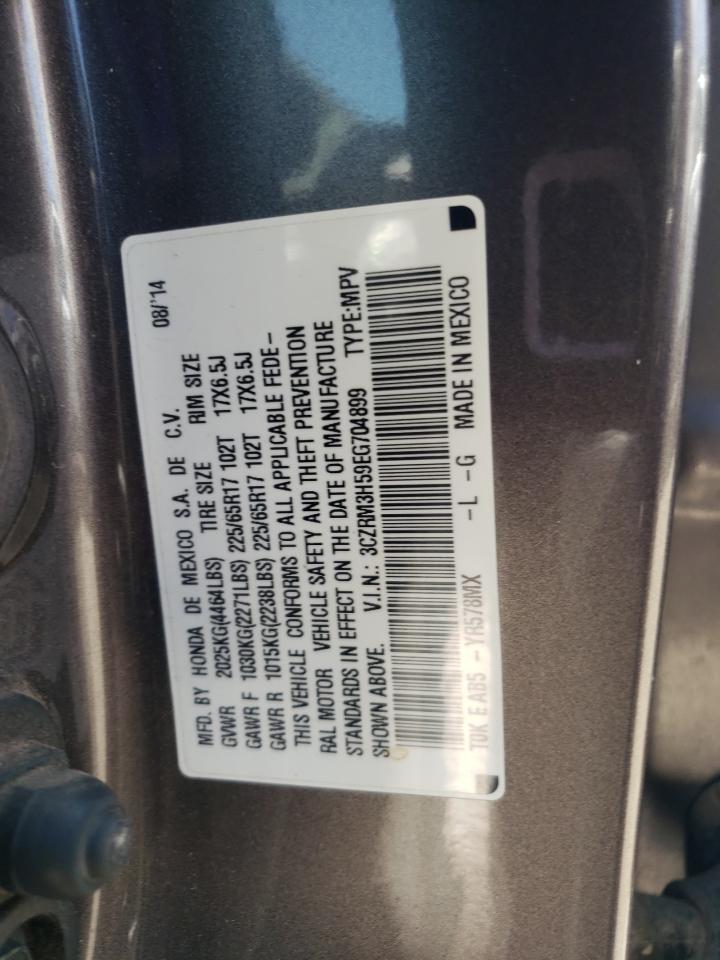 MFD. BY HONDA DE MEXICO S.A. DE C.V. 08/'14
GVWR 2025KG(4464LBS) TIRE SIZE RIM SIZE
GAWR F 1030KG(2271LBS) 225/65R17 102T 17X6.5J
GAWR R 1015KG(2238LBS) 225/65R17 102T 17X6.5J
THIS VEHICLE CONFORMS TO ALL APPLICABLE FEDE-
RAL MOTOR VEHICLE SAFETY AND THEFT PREVENTION
STANDARDS IN EFFECT ON THE DATE OF MANUFACTURE
SHOWN ABOVE. V.I.N.: 3CZRM3H59EG704899 TYPE:MPV
T0K E AB5 - YR578MX -L -G MADE IN MEXICO